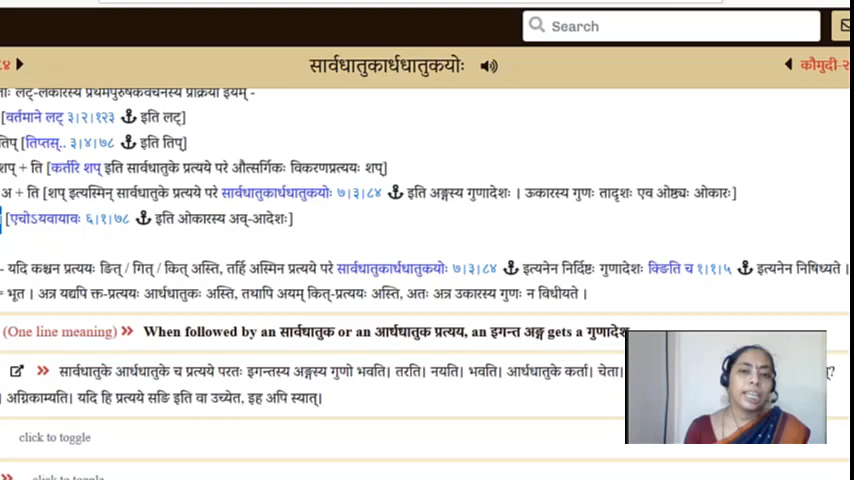 Search
४ सार्वधातुकार्धधातुकयोः कौमुदी-२
लट्-लकारस्य प्रथमपुरुषैकवचनस्य प्रक्रिया इयम् -
[वर्तमाने लट् ३|२|१२३ इति लट्]
तिप् [तिप्तस्.. ३|४|७८ इति तिप्]
शप् + ति [कर्तरि शप् इति सार्वधातुके प्रत्यये परे औत्सर्गिकः विकरणप्रत्ययः शप्]
अ + ति [शप् इत्यस्मिन् सार्वधातुके प्रत्यये परे सार्वधातुकार्धधातुकयोः ७|३|८४ इति अङ्गस्य गुणादेशः । ऊकारस्य गुणः तादृशः एव ओष्ठ्यः ओकारः]
[एचोऽयवायावः ६|१|७८ इति ओकारस्य अव्-आदेशः]
- यदि कश्चन प्रत्ययः ङित् / गित् / कित् अस्ति, तर्हि अस्मिन् प्रत्यये परे सार्वधातुकार्धधातुकयोः ७|३|८४ इत्यनेन निर्दिष्टः गुणादेशः क्ङिति च १|१|५ इत्यनेन निषिध्यते ।
= भूत । अत्र यद्यपि क्त-प्रत्ययः आर्धधातुकः अस्ति, तथापि अयम् कित्-प्रत्ययः अस्ति, अतः अत्र उकारस्य गुणः न विधीयते ।
(One line meaning) When followed by an सार्वधातुक or an आर्धधातुक प्रत्यय, an इगन्त अङ्ग gets a गुणादेश
सार्वधातुके आर्धधातुके च प्रत्यये परतः इगन्तस्य अङ्गस्य गुणो भवति। तरति। नयति। भवति। आर्धधातुके कर्ता। चेता।
अग्निकाम्यति। यदि हि प्रत्यये सङि इति वा उच्येत, इह अपि स्यात्।
click to toggle
click to toggle